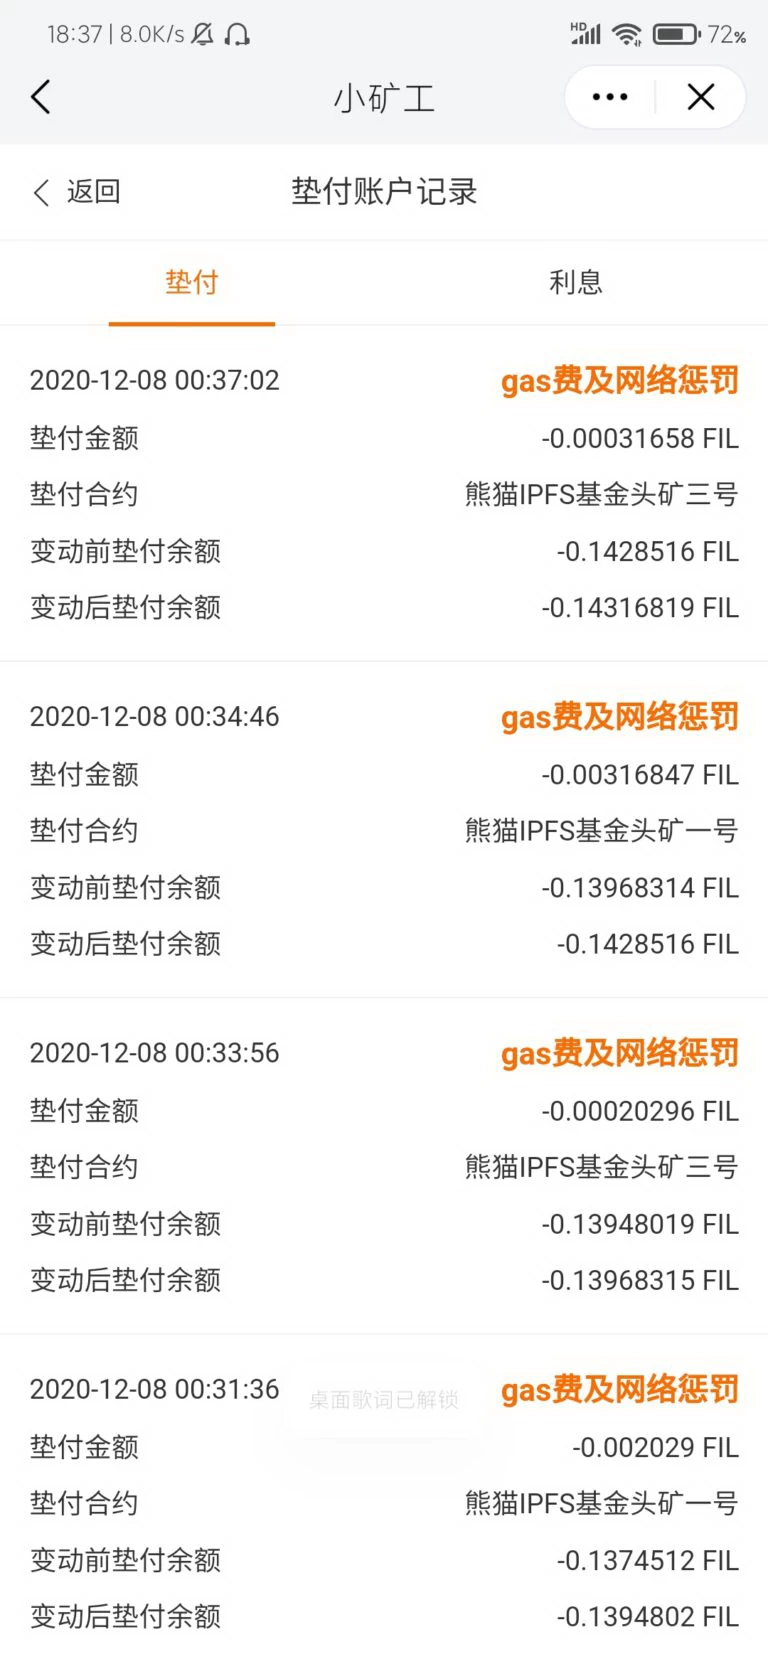 18:37 | 8.0K/s HD 72%
小矿工
返回 垫付账户记录
垫付 利息
2020-12-08 00:37:02 gas费及网络惩罚
垫付金额 -0.00031658 FIL
垫付合约 熊猫IPFS基金头矿三号
变动前垫付余额 -0.1428516 FIL
变动后垫付余额 -0.14316819 FIL
2020-12-08 00:34:46 gas费及网络惩罚
垫付金额 -0.00316847 FIL
垫付合约 熊猫IPFS基金头矿一号
变动前垫付余额 -0.13968314 FIL
变动后垫付余额 -0.1428516 FIL
2020-12-08 00:33:56 gas费及网络惩罚
垫付金额 -0.00020296 FIL
垫付合约 熊猫IPFS基金头矿三号
变动前垫付余额 -0.13948019 FIL
变动后垫付余额 -0.13968315 FIL
2020-12-08 00:31:36 桌面歌词已解锁 gas费及网络惩罚
垫付金额 -0.002029 FIL
垫付合约 熊猫IPFS基金头矿一号
变动前垫付余额 -0.1374512 FIL
变动后垫付余额 -0.1394802 FIL